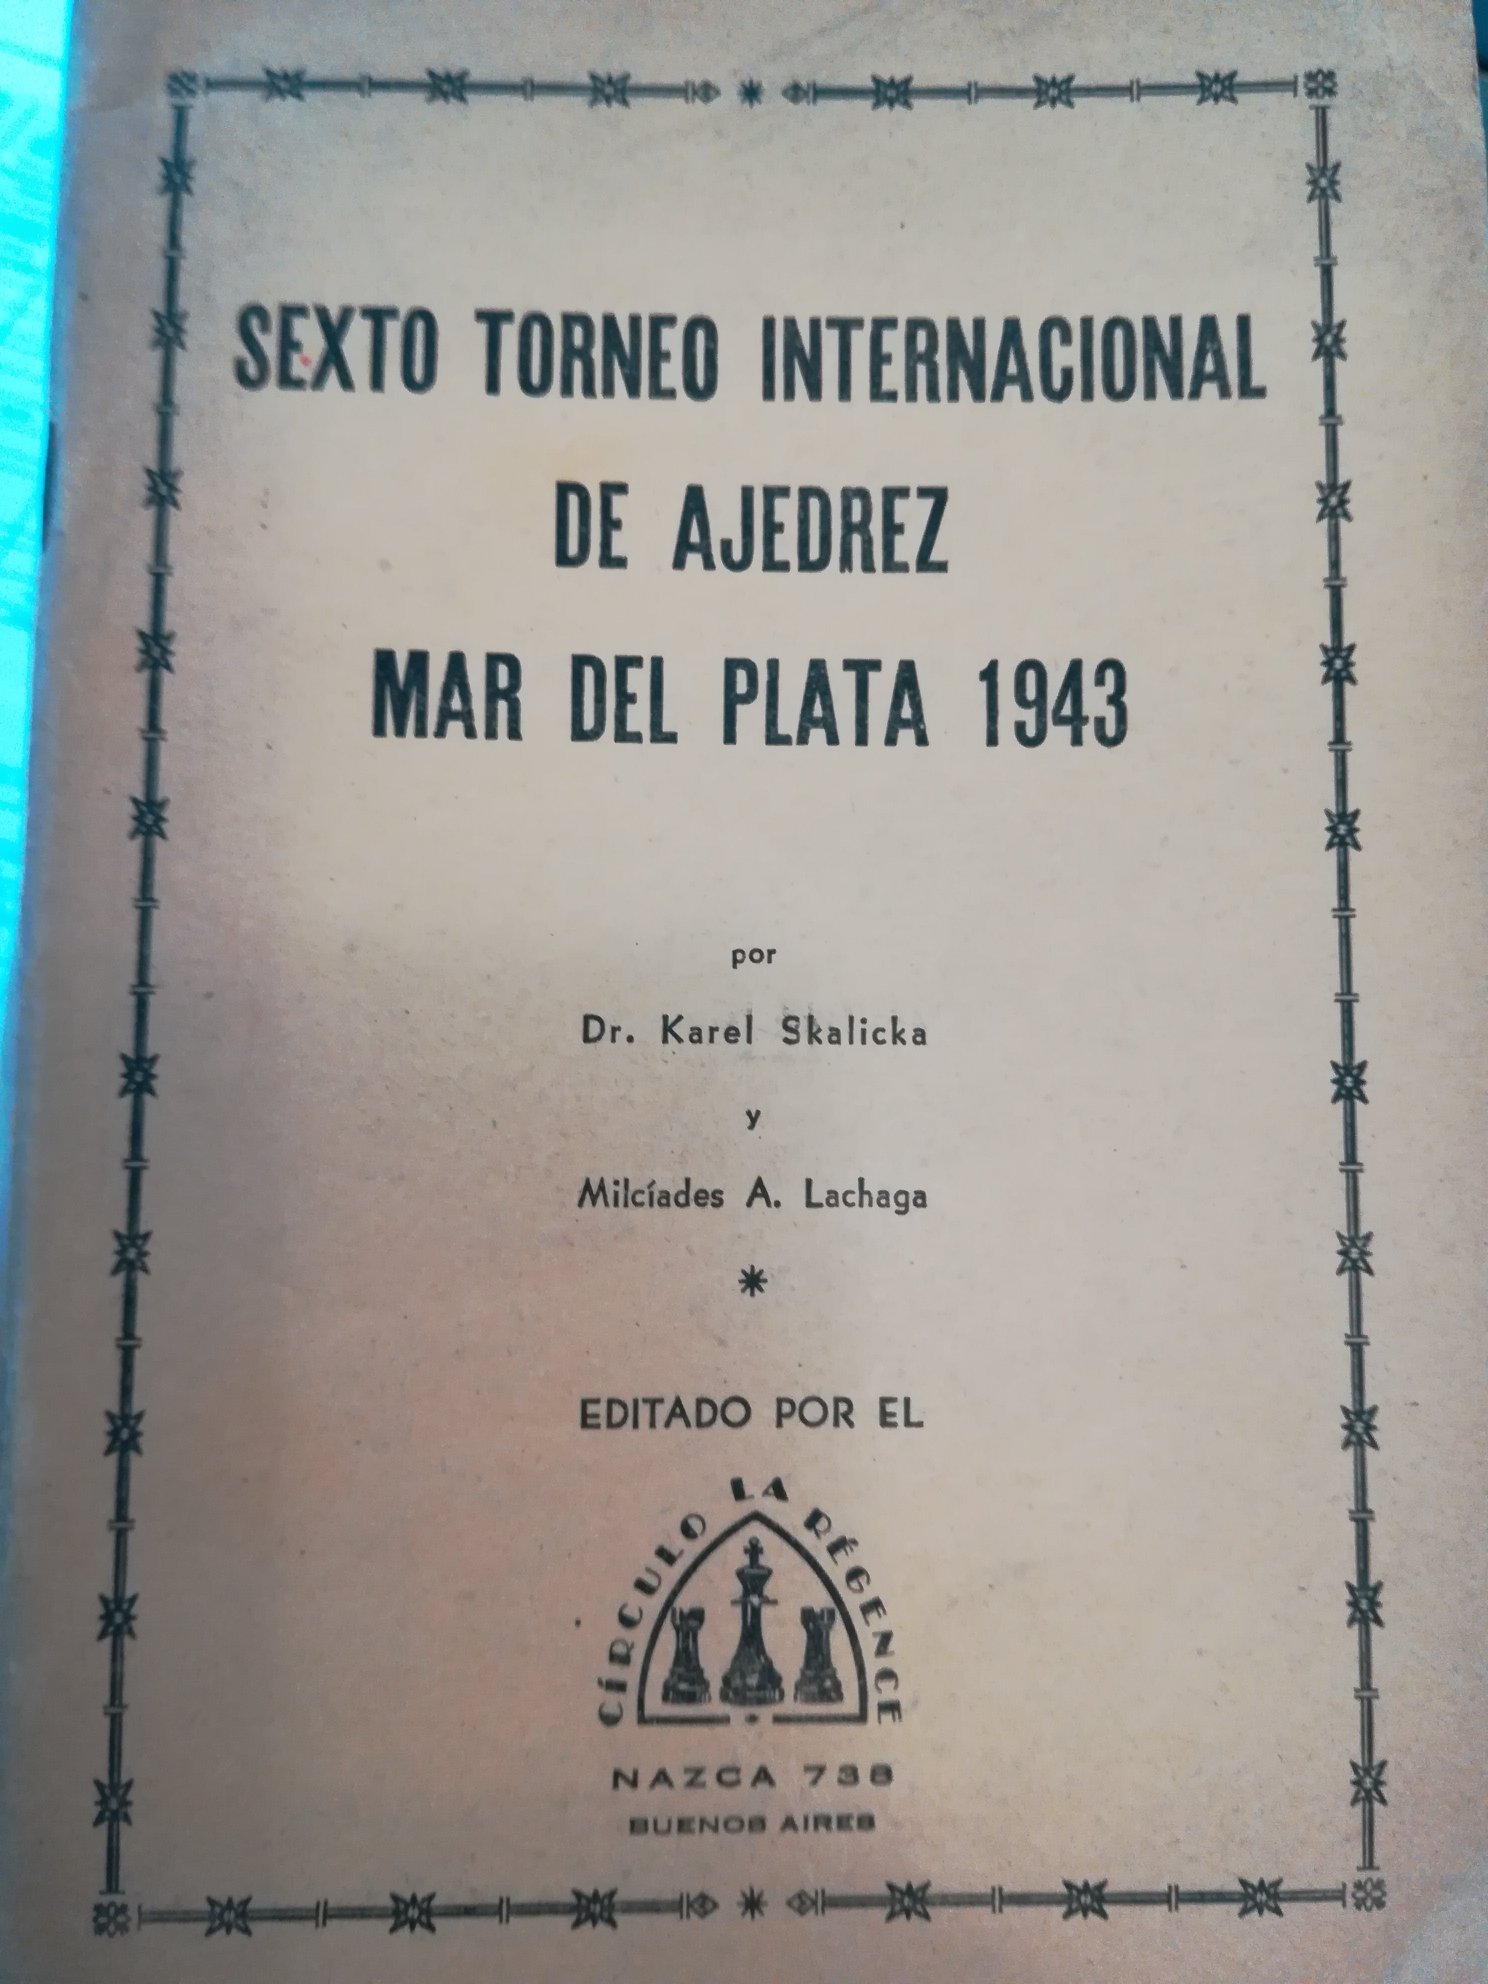 SEXTO TORNEO INTERNACIONAL
DE AJEDREZ
MAR DEL PLATA 1943
por
Dr. Karel Skalicka
y
Milcíades A. Lachaga
EDITADO POR EL
CÍRCULO LA RÉGENCE
NAZCA 738
BUENOS AIRES